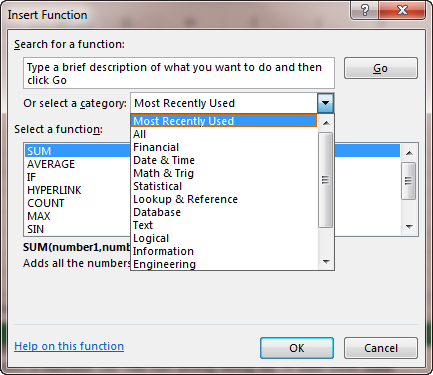 Insert Function
?
Search for a function:
Type a brief description of what you want to do and then
click Go
Go
Or select a category:
Most Recently Used
Most Recently Used
All
Financial
Date & Time
Math & Trig
Statistical
Lookup & Reference
Database
Text
Logical
Information
Engineering
Select a function:
SUM
AVERAGE
IF
HYPERLINK
COUNT
MAX
SIN
SUM(number1,numb
Adds all the numbers
Help on this function
OK
Cancel